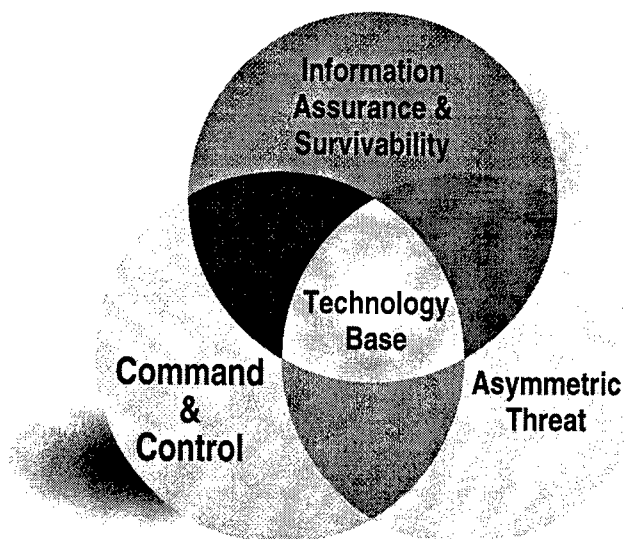 Information
Assurance &
Survivability
Technology
Base
Command
&
Control
Asymmetric
Threat